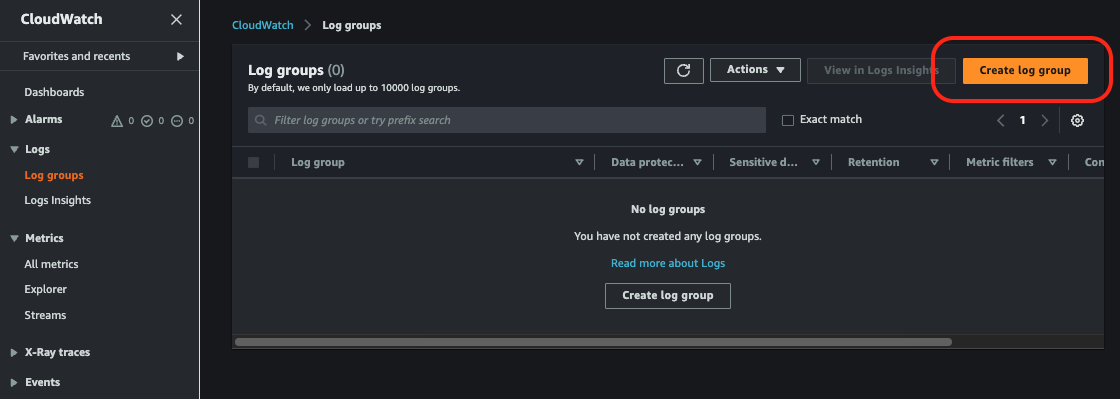 CloudWatch
Favorites and recents
Dashboards
Alarms 0 0 0
Logs
Log groups
Logs Insights
Metrics
All metrics
Explorer
Streams
X-Ray traces
Events
CloudWatch > Log groups
Log groups (0)
By default, we only load up to 10000 log groups.
Actions
View in Logs Insights
Create log group
Filter log groups or try prefix search
Exact match
1
Log group
Data protec...
Sensitive d...
Retention
Metric filters
Con
No log groups
You have not created any log groups.
Read more about Logs
Create log group